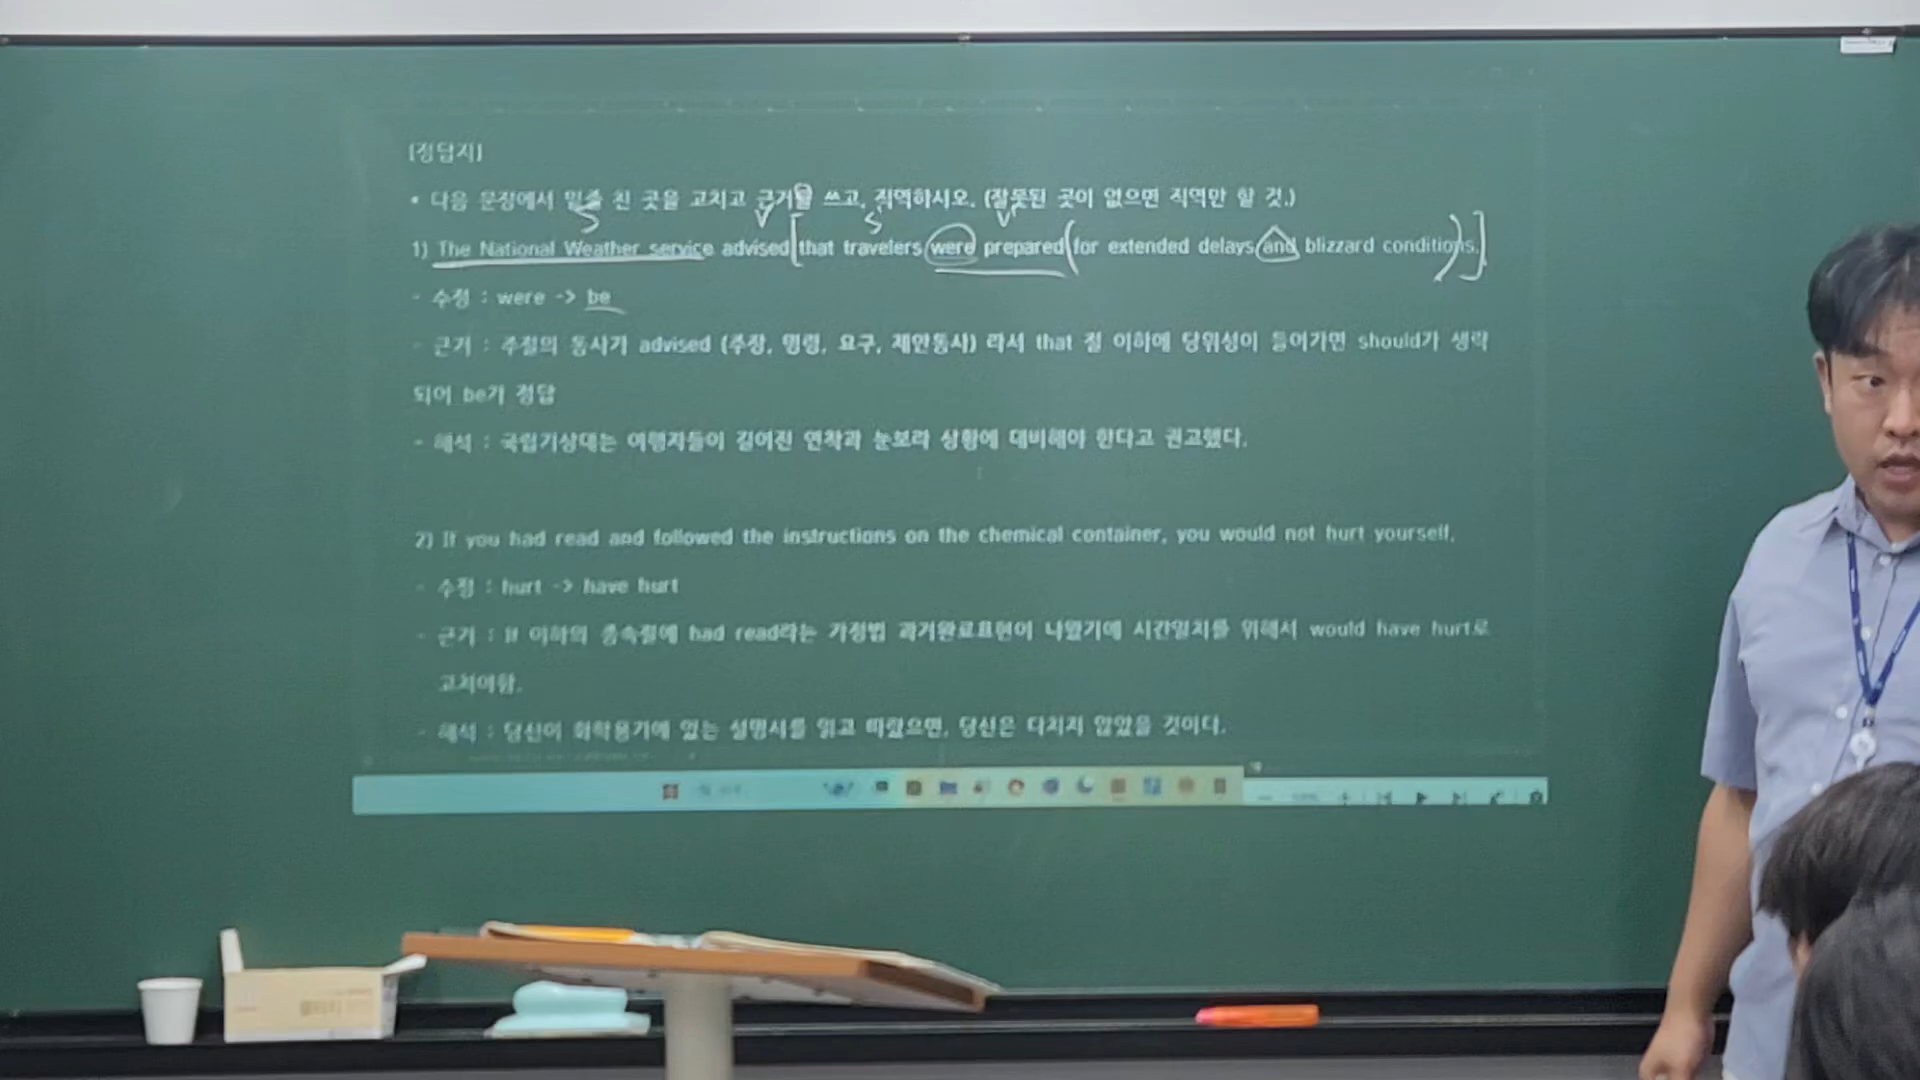 [정답지]
• 다음 문장에서 밑줄 친 곳을 고치고 근거를 쓰고, 직역하시오. (잘못된 곳이 없으면 직역만 할 것.)
S V S V
1) The National Weather service advised [that travelers were prepared (for extended delays and blizzard conditions.)]
- 수정 : were -> be
- 근거 : 주절의 동사가 advised (주장, 명령, 요구, 제안동사) 라서 that 절 이하에 당위성이 들어가면 should가 생략
되어 be가 정답
- 해석 : 국립기상대는 여행자들이 길어진 연착과 눈보라 상황에 대비해야 한다고 권고했다.
2) If you had read and followed the instructions on the chemical container, you would not hurt yourself.
- 수정 : hurt -> have hurt
- 근거 : If 이하의 종속절에 had read라는 가정법 과거완료표현이 나왔기에 시간일치를 위해서 would have hurt로
고쳐야함.
- 해석 : 당신이 화학용기에 있는 설명서를 읽고 따랐으면, 당신은 다치지 않았을 것이다.